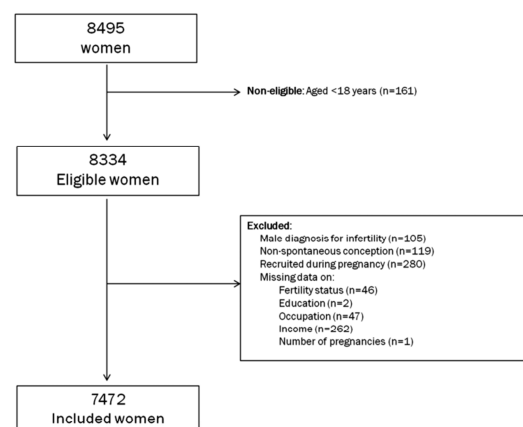 8495
women
Non-eligible: Aged <18 years (n=161)
8334
Eligible women
Excluded:
Male diagnosis for infertility (n=105)
Non-spontaneous conception (n=119)
Recruited during pregnancy (n=280)
Missing data on:
Fertility status (n=46)
Education (n=2)
Occupation (n=47)
Income (n=262)
Number of pregnancies (n=1)
7472
Included women